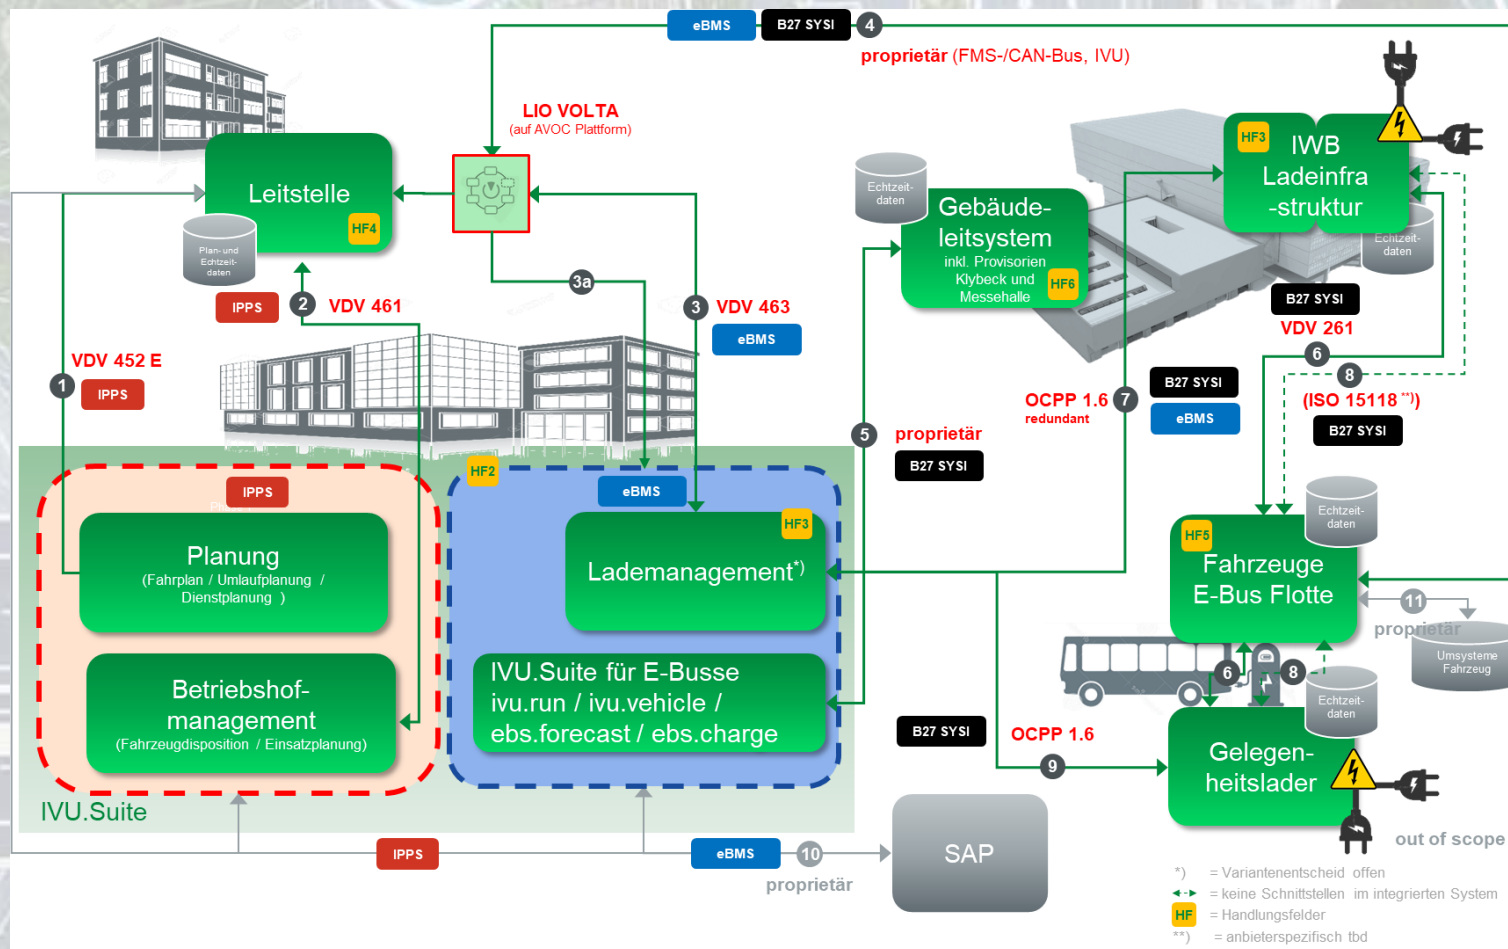 eBMS
B27 SYSI
4
proprietär (FMS-/CAN-Bus, IVU)
LIO VOLTA
(auf AVOC Plattform)
Leitstelle
HF4
Plan-und
Echtzeit-
daten
IPPS
2
VDV 461
3a
3
VDV 463
eBMS
VDV 452 E
1
IPPS
Echtzeit-
daten
Gebäude-
leitsystem
inkl. Provisorien
Klybeck und
Messehalle
HF6
HF3
IWB
Ladeinfra
-struktur
Echtzeit-
daten
B27 SYSI
VDV 261
6
8
(ISO 15118 **))
B27 SYSI
OCPP 1.6
redundant
7
B27 SYSI
eBMS
5
proprietär
B27 SYSI
HF2
IPPS
Planung
(Fahrplan / Umlaufplanung /
Dienstplanung )
Betriebshof-
management
(Fahrzeugdisposition / Einsatzplanung)
IVU.Suite
eBMS
HF3
Lademanagement*)
IVU.Suite für E-Busse
ivu.run / ivu.vehicle /
ebs.forecast / ebs.charge
Echtzeit-
daten
HF5
Fahrzeuge
E-Bus Flotte
11
proprietär
Umsysteme
Fahrzeug
6
8
Echtzeit-
daten
B27 SYSI
OCPP 1.6
9
Gelegen-
heitslader
out of scope
IPPS
eBMS
10
proprietär
SAP
*) = Variantenentscheid offen
= keine Schnittstellen im integrierten System
HF = Handlungsfelder
**) = anbieterspezifisch tbd